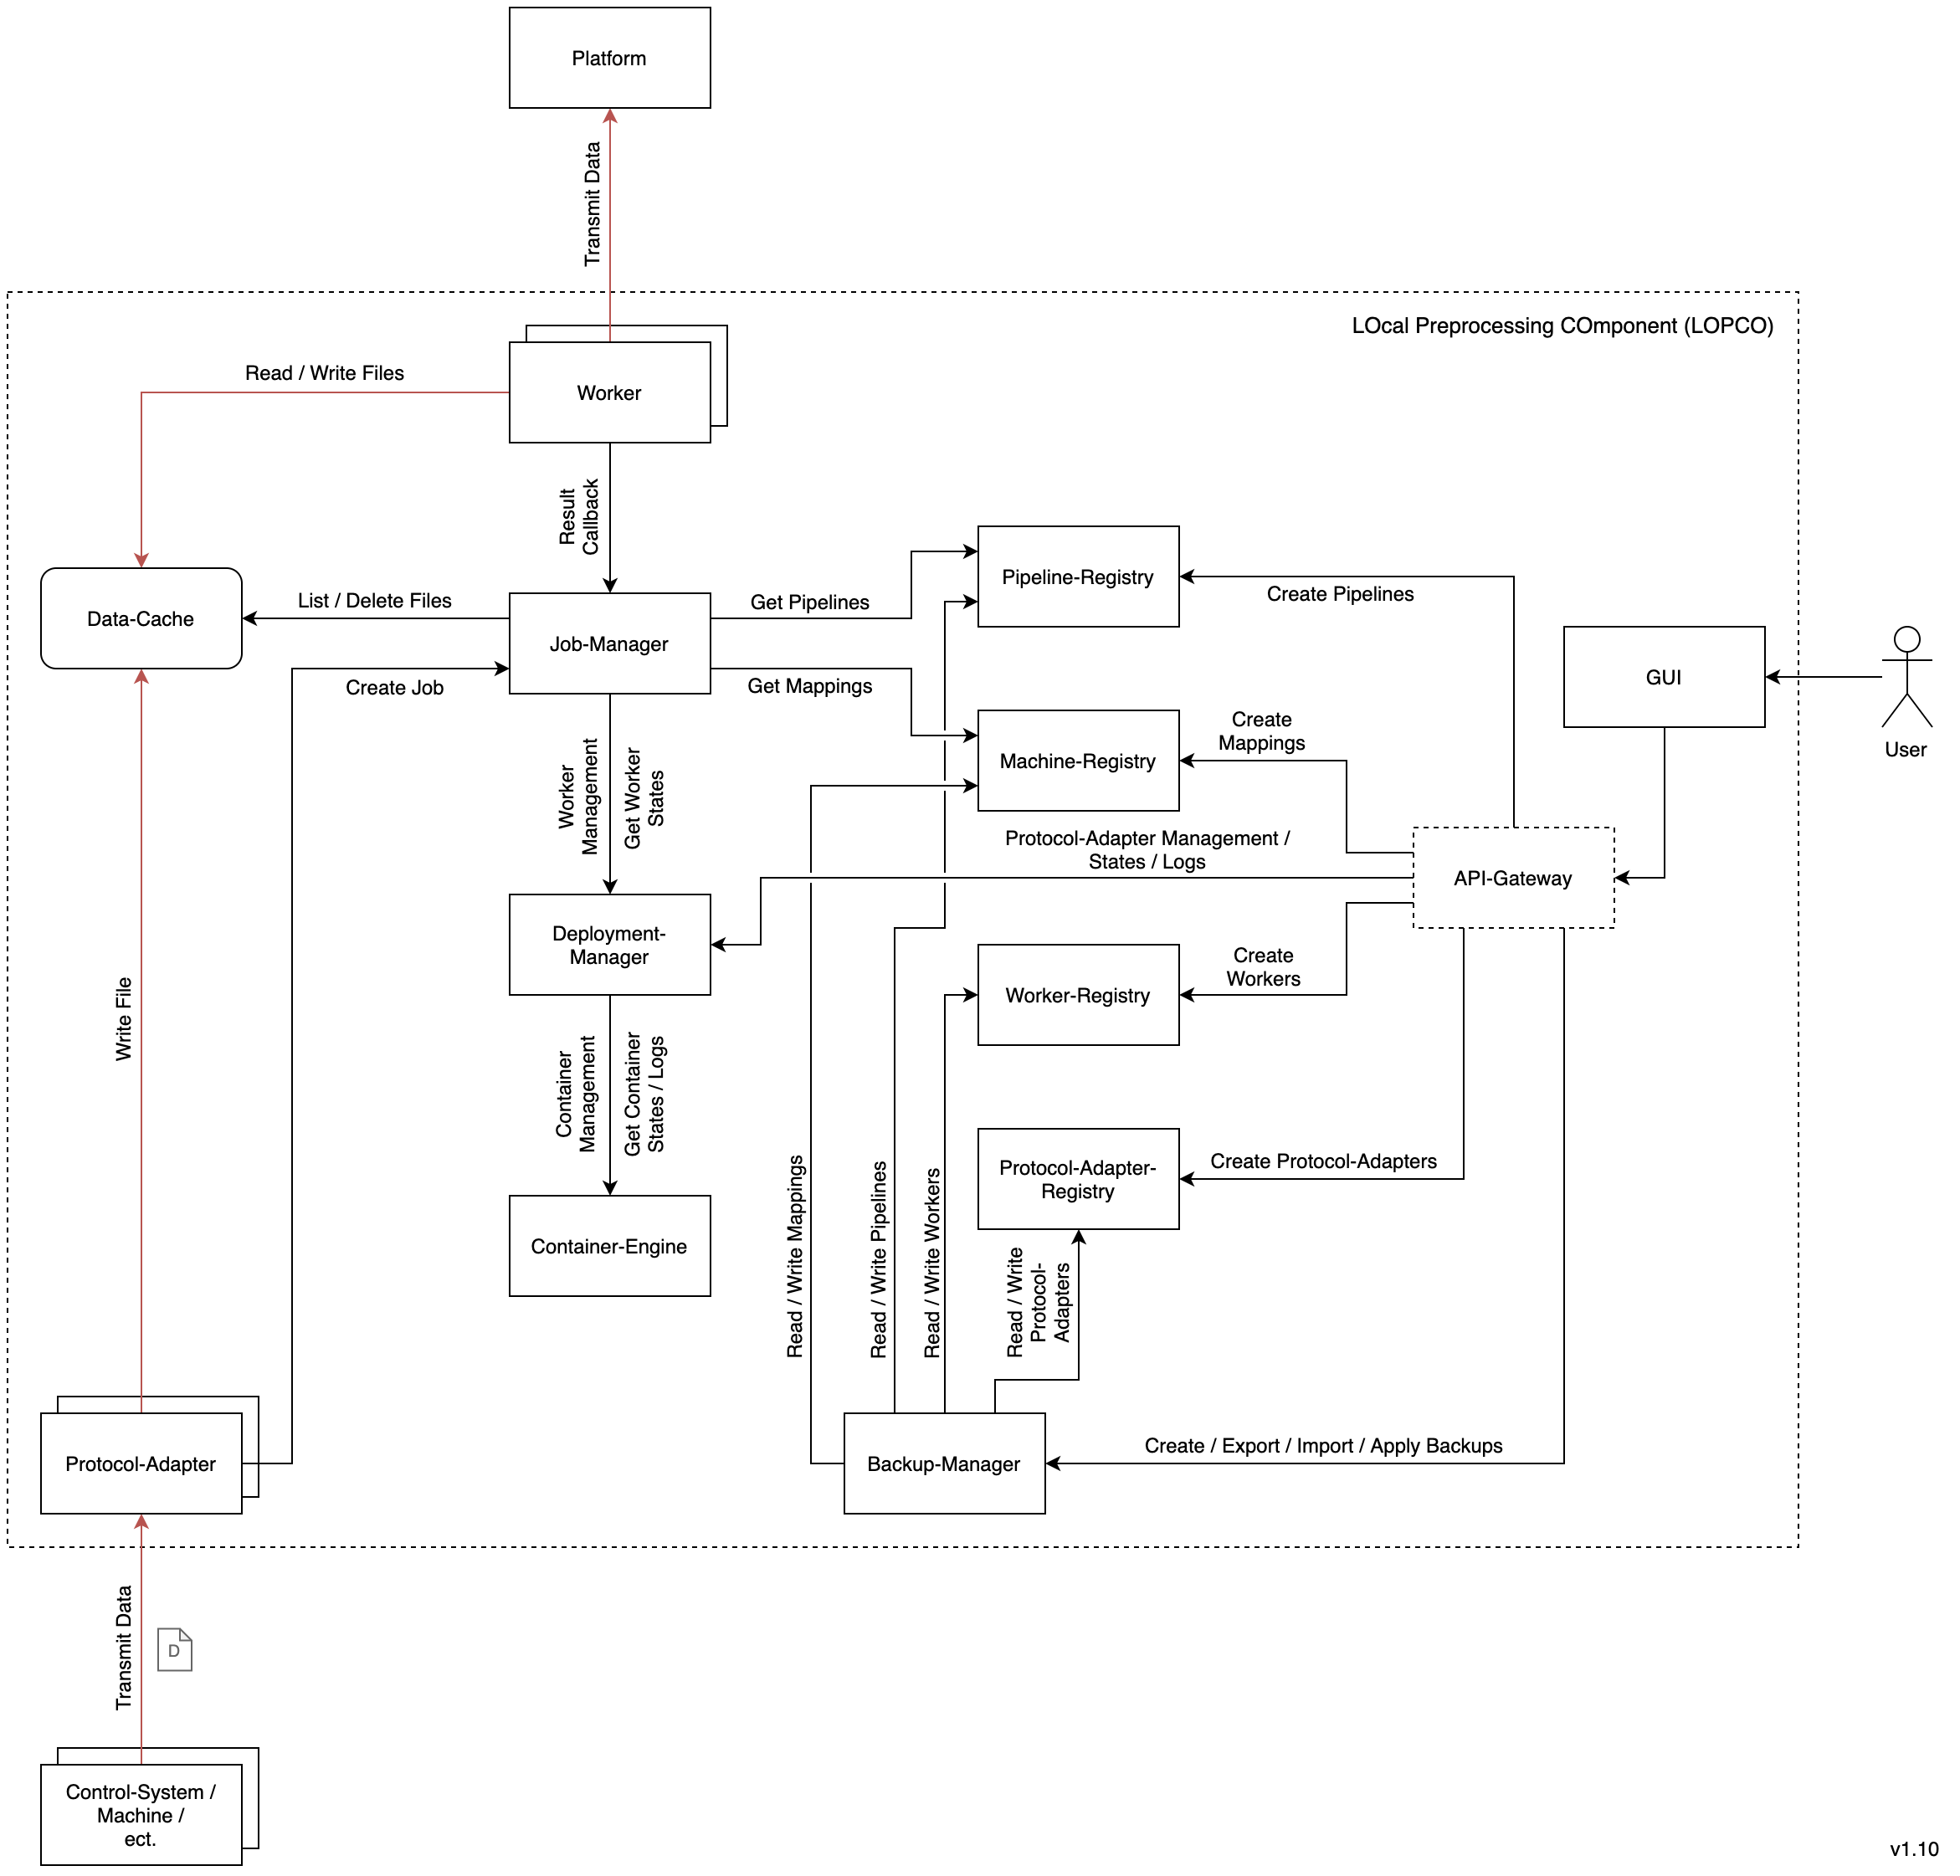 Platform
Transmit Data
LOcal Preprocessing COmponent (LOPCO)
Read / Write Files
Worker
Result
Callback
Data-Cache
List / Delete Files
Job-Manager
Create Job
Get Pipelines
Get Mappings
Pipeline-Registry
Create Pipelines
GUI
User
Machine-Registry
Create
Mappings
Worker
Management
Get Worker
States
Protocol-Adapter Management /
States / Logs
API-Gateway
Deployment-
Manager
Worker-Registry
Create
Workers
Write File
Container
Management
Get Container
States / Logs
Container-Engine
Protocol-Adapter-
Registry
Create Protocol-Adapters
Read / Write Mappings
Read / Write Pipelines
Read / Write Workers
Read / Write
Protocol-
Adapters
Protocol-Adapter
Backup-Manager
Create / Export / Import / Apply Backups
Transmit Data
D
Control-System /
Machine /
ect.
v1.10